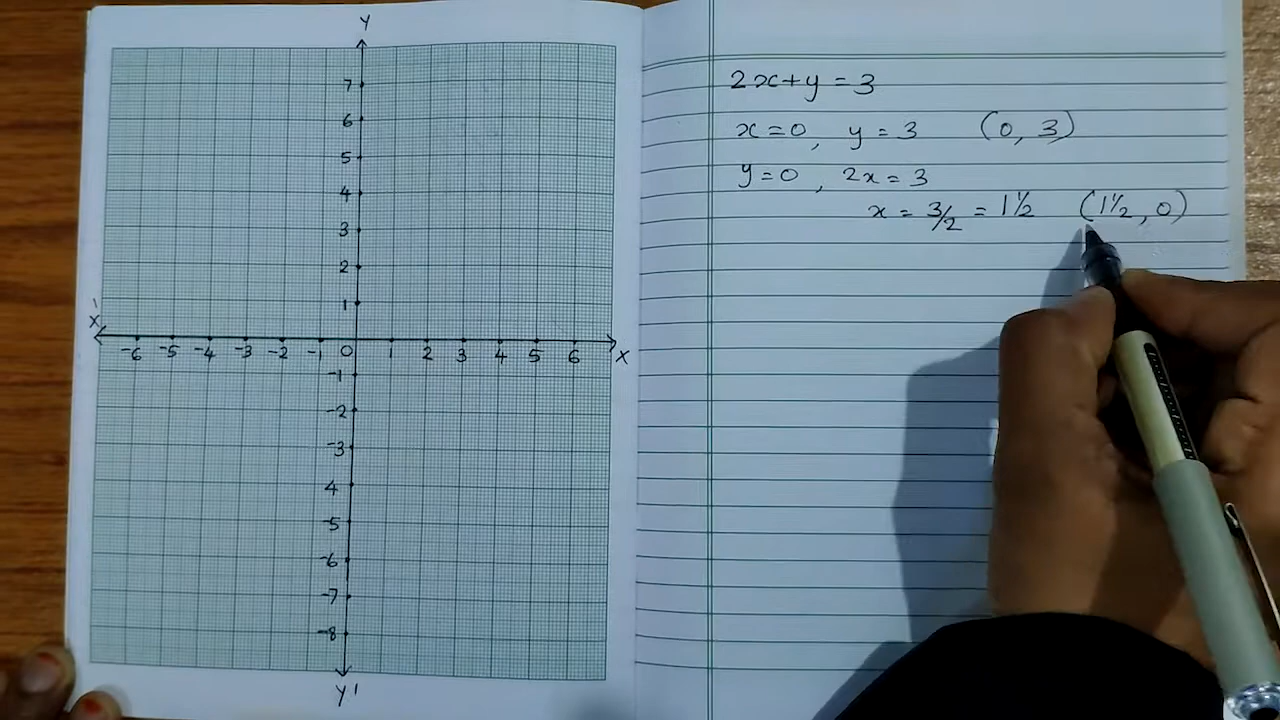 Y
7
6
5
4
3
2
1
X'
-6 -5 -4 -3 -2 -1 0 1 2 3 4 5 6 X
-1
-2
-3
4
-5
-6
-7
-8
Y'
2x+y=3
x=0, y=3 (0, 3)
y=0, 2x=3
x = 3/2 = 1½ (1½, 0)